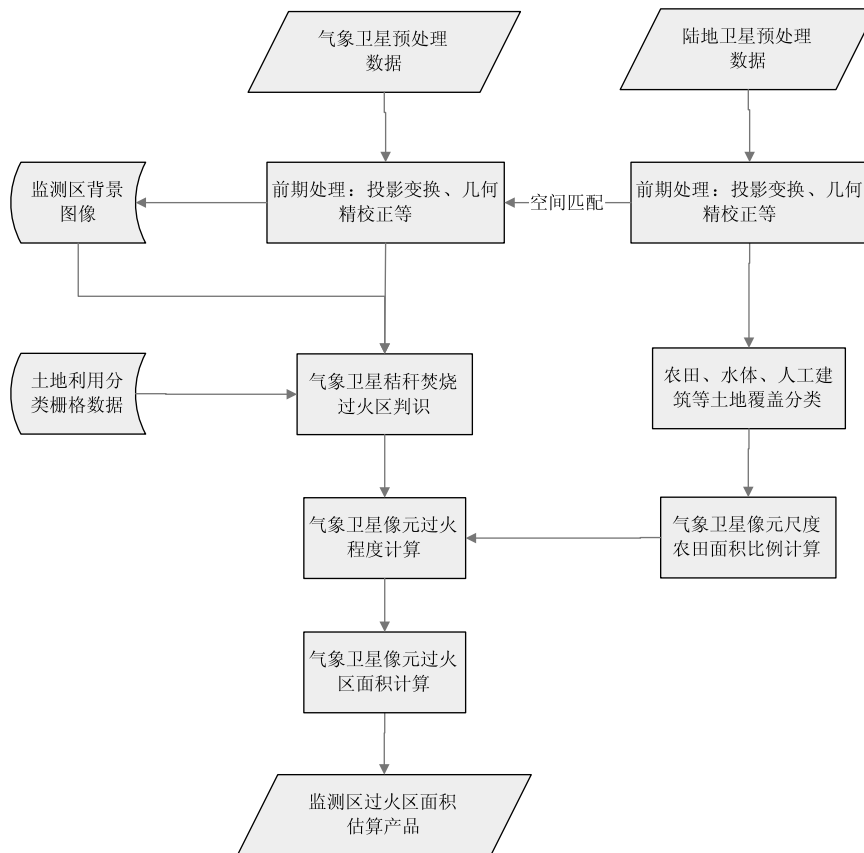 气象卫星预处理
数据
陆地卫星预处理
数据
监测区背景
图像
前期处理：投影变换、几何
精校正等
空间匹配
前期处理：投影变换、几何
精校正等
土地利用分
类栅格数据
气象卫星秸秆焚烧
过火区判识
农田、水体、人工建
筑等土地覆盖分类
气象卫星像元过火
程度计算
气象卫星像元尺度
农田面积比例计算
气象卫星像元过火
区面积计算
监测区过火区面积
估算产品